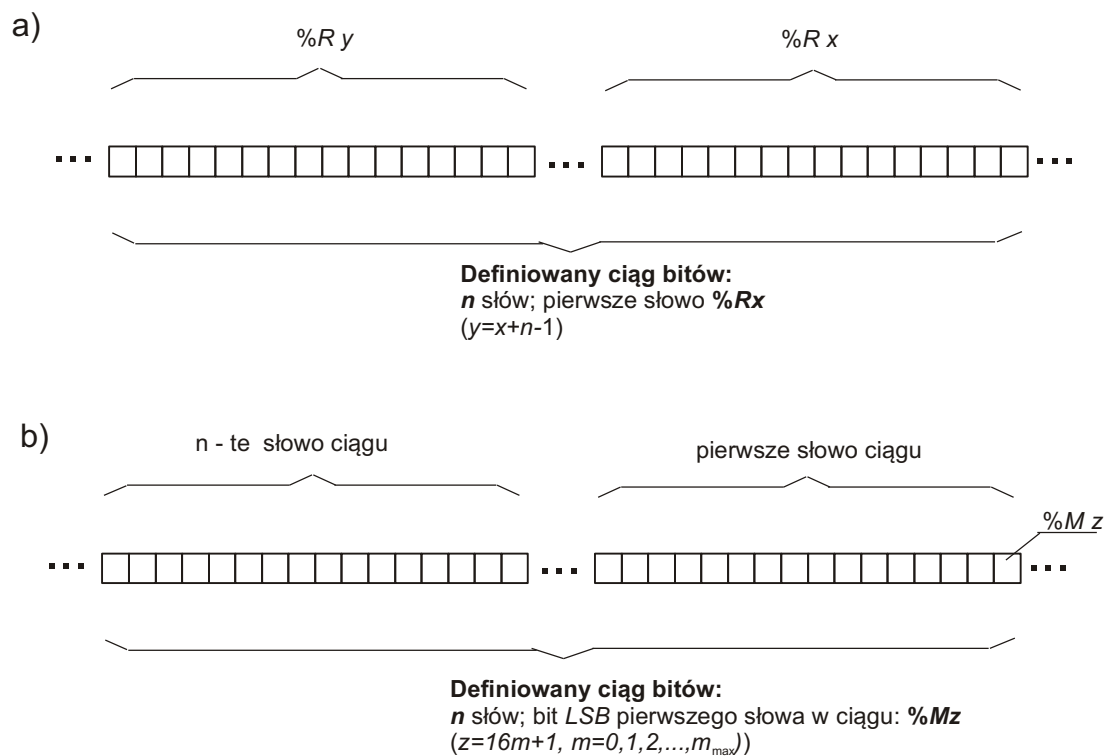 a)
%R y %R x
Definiowany ciąg bitów:
n słów; pierwsze słowo %Rx
(y=x+n-1)
b)
n - te słowo ciągu pierwsze słowo ciągu
%M z
Definiowany ciąg bitów:
n słów; bit LSB pierwszego słowa w ciągu: %Mz
(z=16m+1, m=0,1,2,...,mmax))